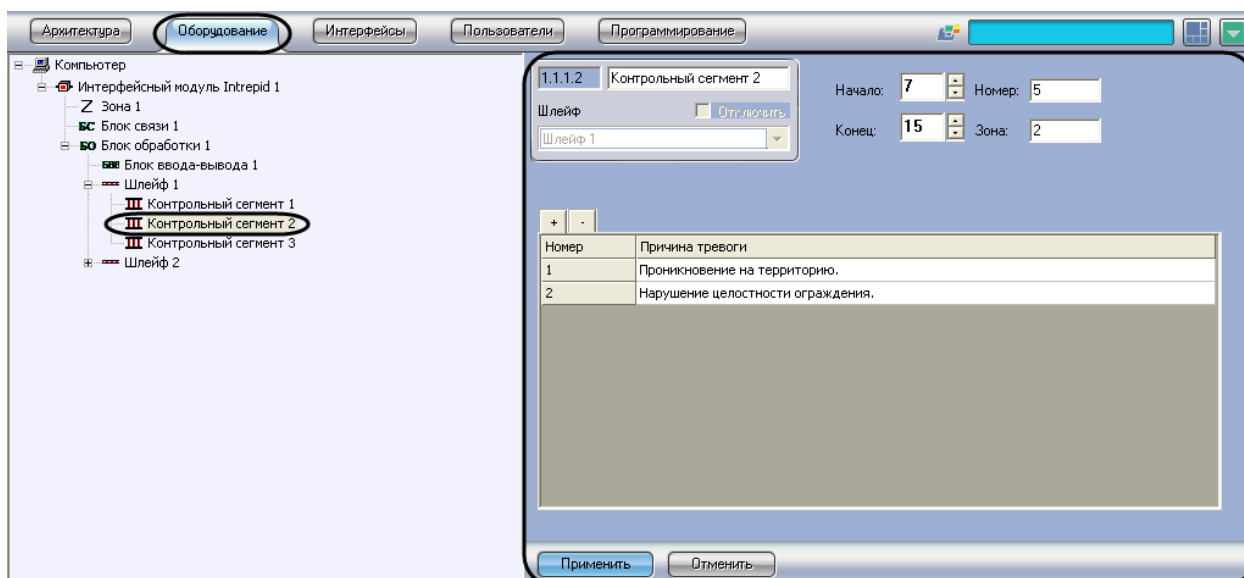 Архитектура Оборудование Интерфейсы Пользователи Программирование
Компьютер
Интерфейсный модуль Intrepid 1
Z Зона 1
БС Блок связи 1
БО Блок обработки 1
БВВ Блок ввода-вывода 1
Шлейф 1
Контрольный сегмент 1
Контрольный сегмент 2
Контрольный сегмент 3
Шлейф 2
1.1.1.2 Контрольный сегмент 2
Шлейф Отключить
Шлейф 1
Начало: 7 Номер: 5
Конец: 15 Зона: 2
+ -
Номер Причина тревоги
1 Проникновение на территорию.
2 Нарушение целостности ограждения.
Применить Отменить